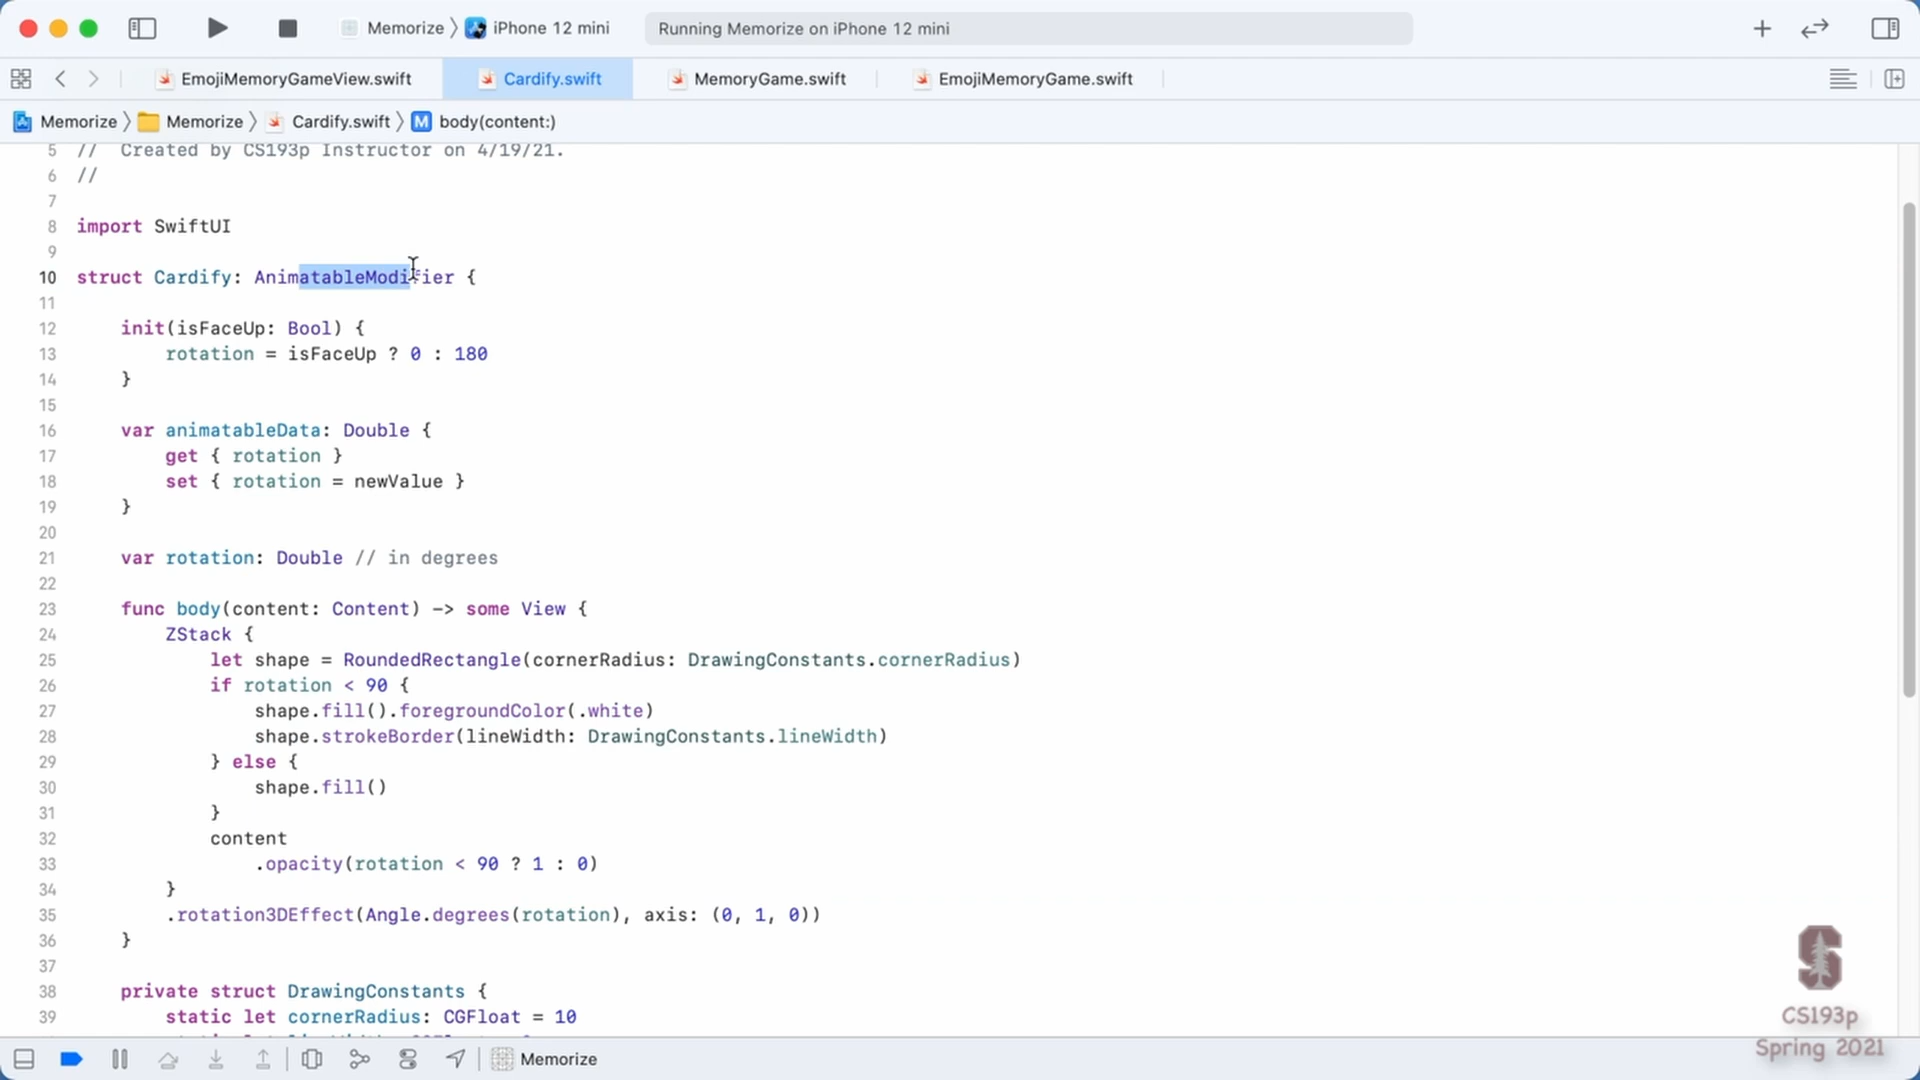 Memorize 〉 iPhone 12 mini
Running Memorize on iPhone 12 mini
EmojiMemoryGameView.swift
Cardify.swift
MemoryGame.swift
EmojiMemoryGame.swift
Memorize 〉 Memorize 〉 Cardify.swift 〉 M body(content:)
5 //  Created by CS193p Instructor on 4/19/21.
6 //
7
8 import SwiftUI
9
10 struct Cardify: AnimatableModifier {
11
12     init(isFaceUp: Bool) {
13         rotation = isFaceUp ? 0 : 180
14     }
15
16     var animatableData: Double {
17         get { rotation }
18         set { rotation = newValue }
19     }
20
21     var rotation: Double // in degrees
22
23     func body(content: Content) -> some View {
24         ZStack {
25             let shape = RoundedRectangle(cornerRadius: DrawingConstants.cornerRadius)
26             if rotation < 90 {
27                 shape.fill().foregroundColor(.white)
28                 shape.strokeBorder(lineWidth: DrawingConstants.lineWidth)
29             } else {
30                 shape.fill()
31             }
32             content
33                 .opacity(rotation < 90 ? 1 : 0)
34         }
35         .rotation3DEffect(Angle.degrees(rotation), axis: (0, 1, 0))
36     }
37
38     private struct DrawingConstants {
39         static let cornerRadius: CGFloat = 10
Memorize
S
CS193p
Spring 2021